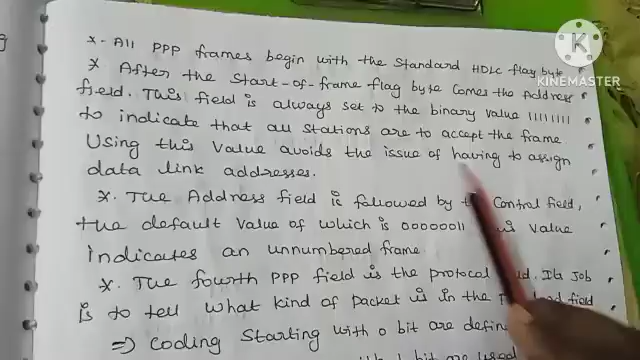 * All PPP frames begin with the Standard HDLC flag byte
* After the Start-of-frame flag byte Comes the Address
field. This field is always set to the binary value 11111111
to indicate that all stations are to accept the frame.
Using this Value avoids the issue of having to assign
data link addresses.
* The Address field is followed by Control field,
the default value of which is 00000011 value
indicates an unnumbered frame.
* The fourth PPP field is the protocol Its Job
is to tell what kind of packet is in the field
⇒ Coding Starting with 0 bit are
1 bit are used
K
KINEMASTER